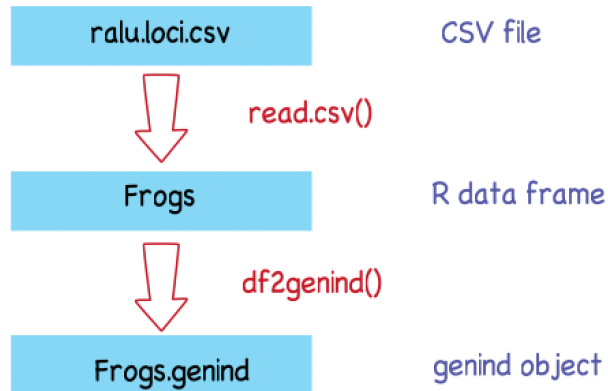 ralu.loci.csv CSV file
read.csv()
Frogs R data frame
df2genind()
Frogs.genind genind object